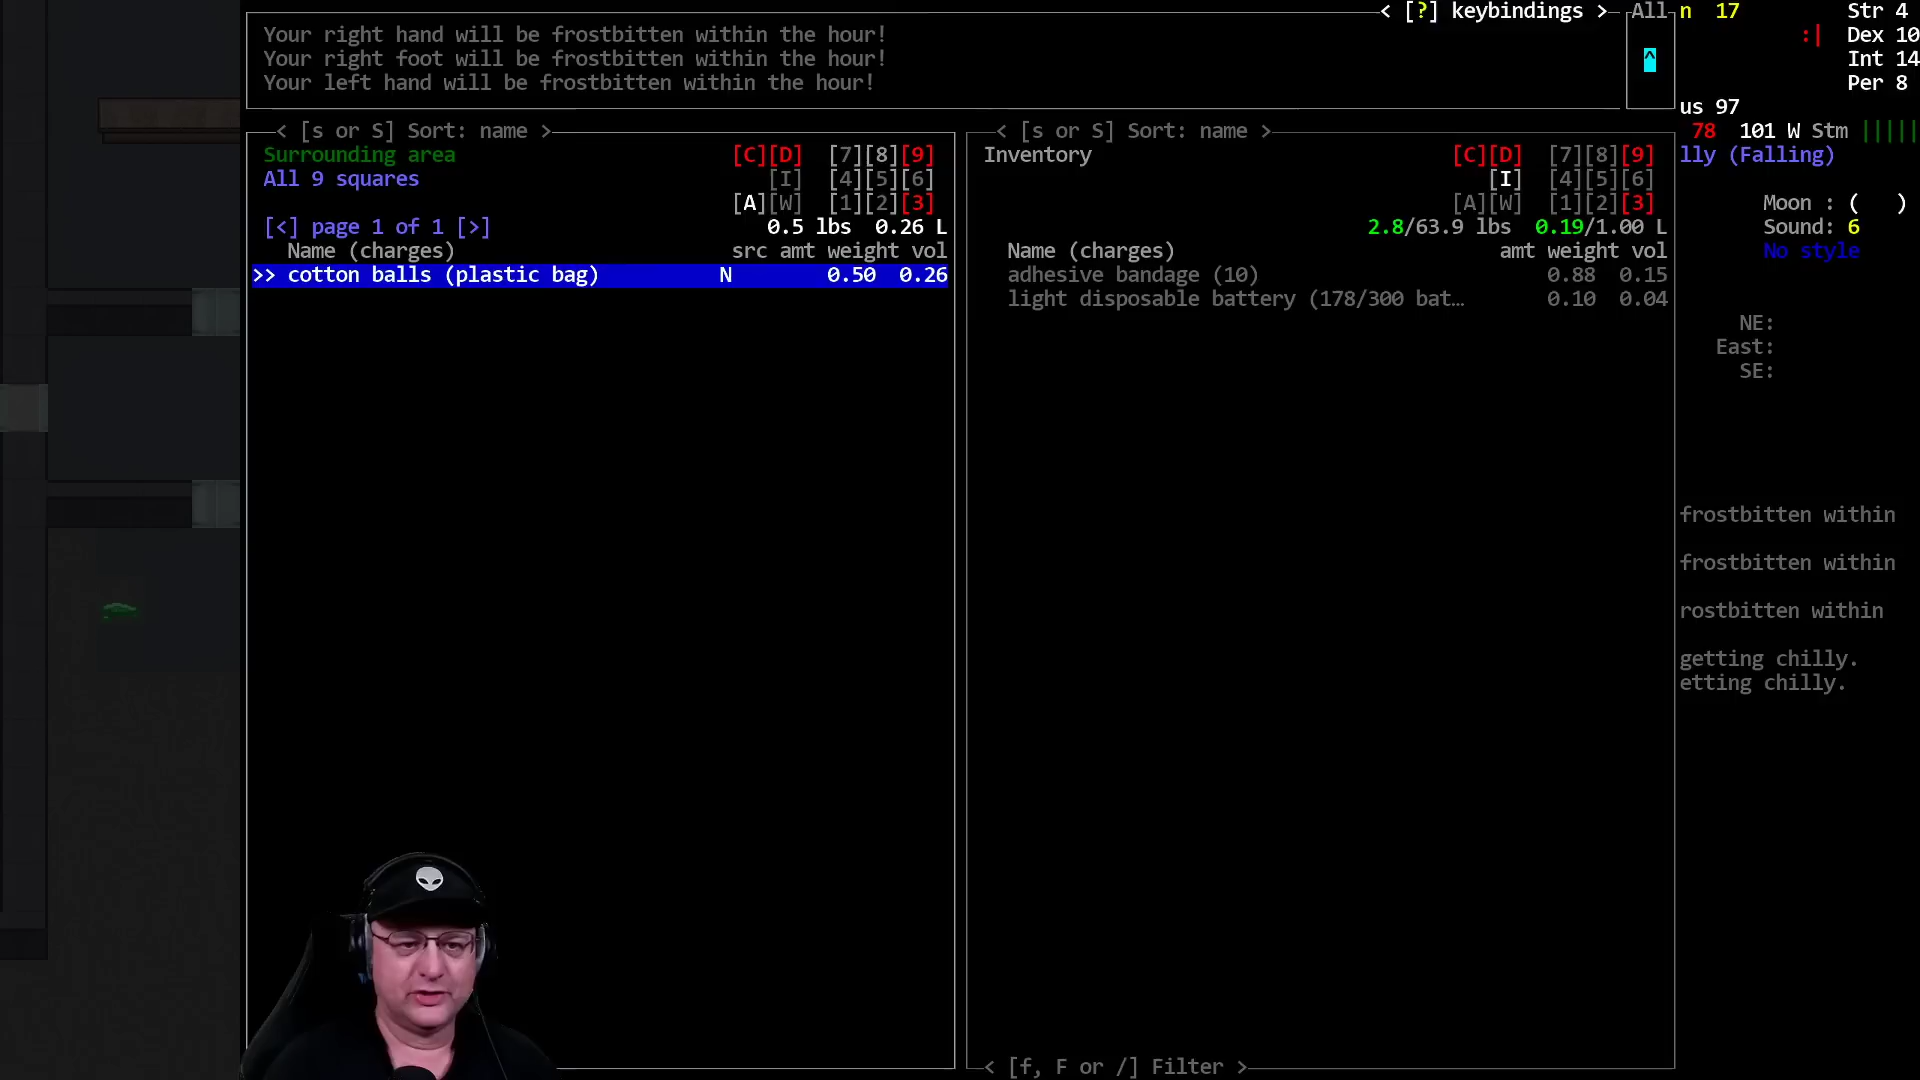 < [?] keybindings >
All
n 17
Str 4
Your right hand will be frostbitten within the hour!
:|
Dex 10
Your right foot will be frostbitten within the hour!
^
Int 14
Your left hand will be frostbitten within the hour!
Per 8
us 97
< [s or S] Sort: name >
< [s or S] Sort: name >
78 101 W Stm |||||
Surrounding area
[C][D] [7][8][9]
Inventory
[C][D] [7][8][9]
lly (Falling)
All 9 squares
[I] [4][5][6]
[I] [4][5][6]
[A][W] [1][2][3]
[A][W] [1][2][3]
Moon : ( )
[<] page 1 of 1 [>]
0.5 lbs 0.26 L
2.8/63.9 lbs 0.19/1.00 L
Sound: 6
Name (charges) src amt weight vol
Name (charges) amt weight vol
No style
>> cotton balls (plastic bag) N 0.50 0.26
adhesive bandage (10) 0.88 0.15
light disposable battery (178/300 bat… 0.10 0.04
NE:
East:
SE:
frostbitten within
frostbitten within
rostbitten within
getting chilly.
etting chilly.
< [f, F or /] Filter >